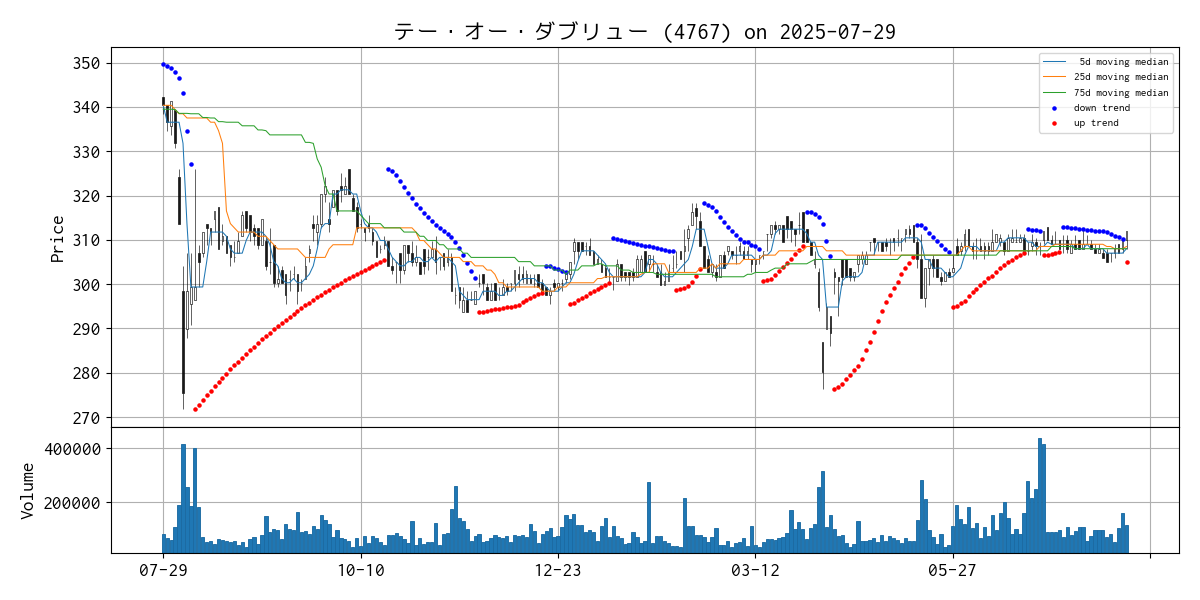 テー・オー・ダブリュー (4767) on 2025-07-29
350
340
330
320
310
300
290
280
270
Price
5d moving median
25d moving median
75d moving median
down trend
up trend
400000
200000
Volume
07-29
10-10
12-23
03-12
05-27